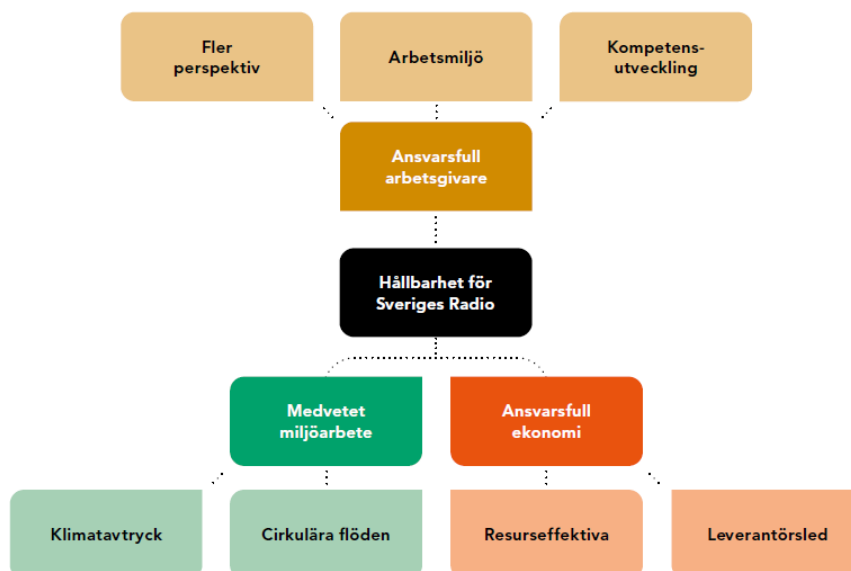 Fler
perspektiv
Arbetsmiljö
Kompetens-
utveckling
Ansvarsfull
arbetsgivare
Hållbarhet för
Sveriges Radio
Medvetet
miljöarbete
Ansvarsfull
ekonomi
Klimatavtryck
Cirkulära flöden
Resurseffektiva
Leverantörsled